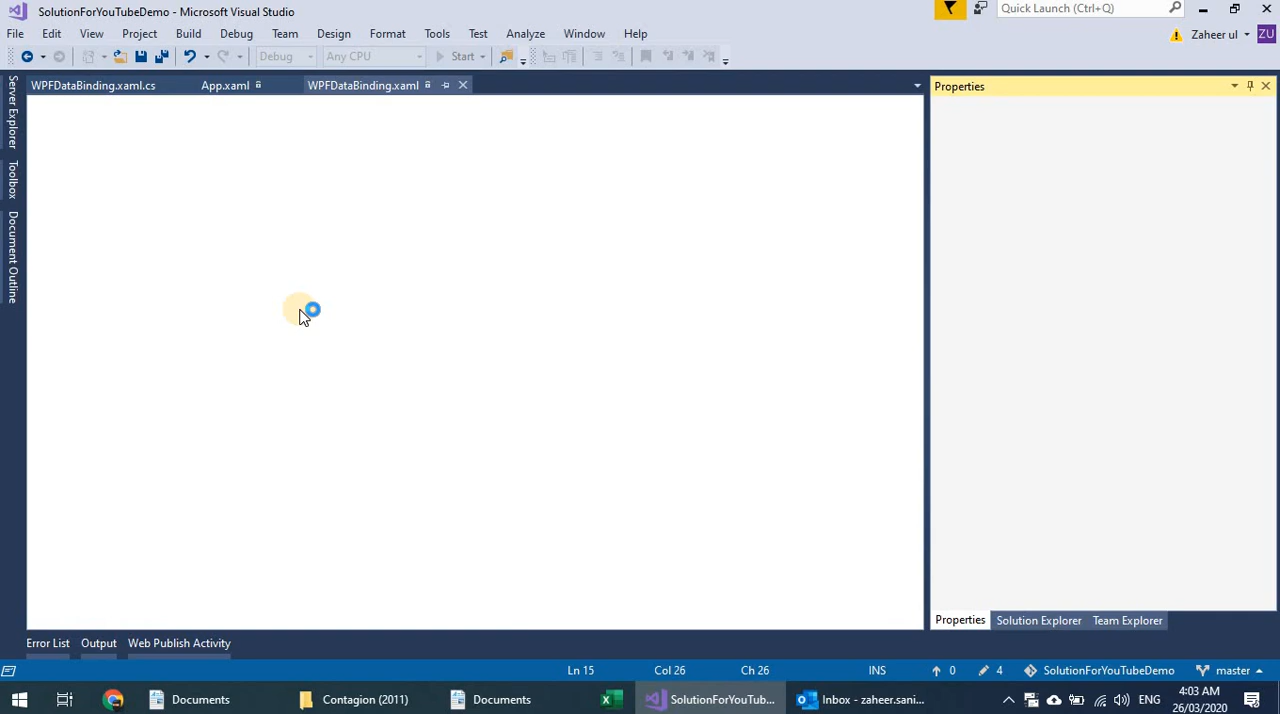 SolutionForYouTubeDemo - Microsoft Visual Studio
Quick Launch (Ctrl+Q)
File Edit View Project Build Debug Team Design Format Tools Test Analyze Window Help
Zaheer ul ZU
Debug Any CPU Start
WPFDataBinding.xaml.cs App.xaml WPFDataBinding.xaml
Properties
Server Explorer
Toolbox
Document Outline
Properties Solution Explorer Team Explorer
Error List Output Web Publish Activity
Ln 15 Col 26 Ch 26 INS 0 4 SolutionForYouTubeDemo master
Documents Contagion (2011) Documents SolutionForYouTub... Inbox - zaheer.sani... ENG
4:03 AM
26/03/2020